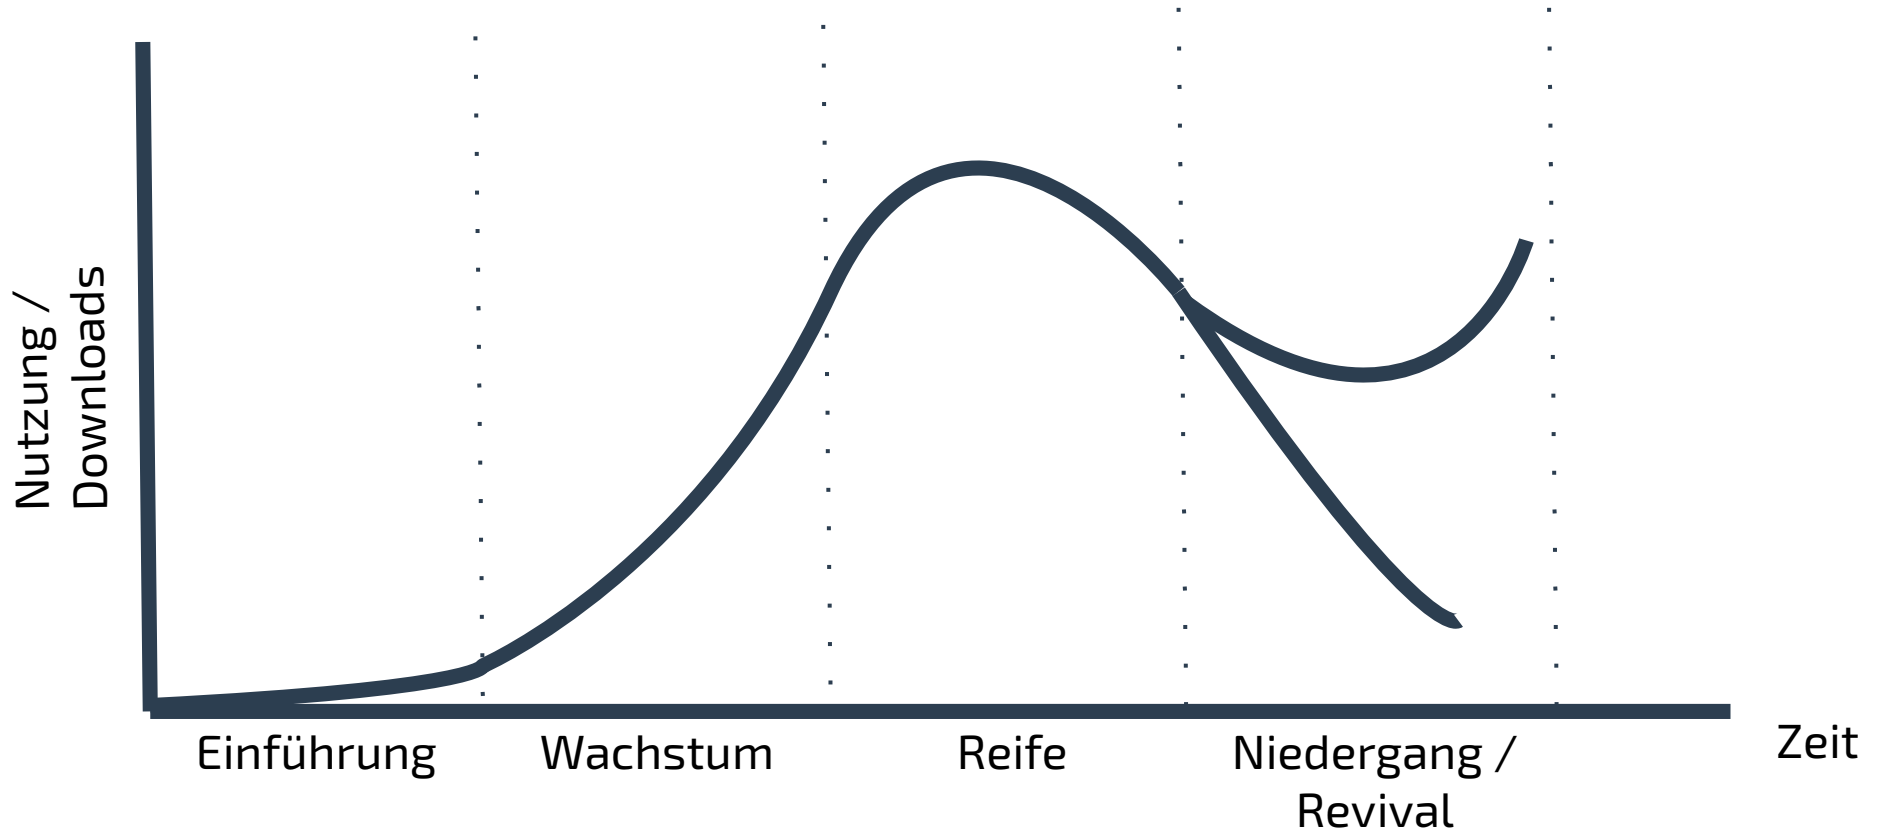 Nutzung /
Downloads
Einführung
Wachstum
Reife
Niedergang /
Revival
Zeit